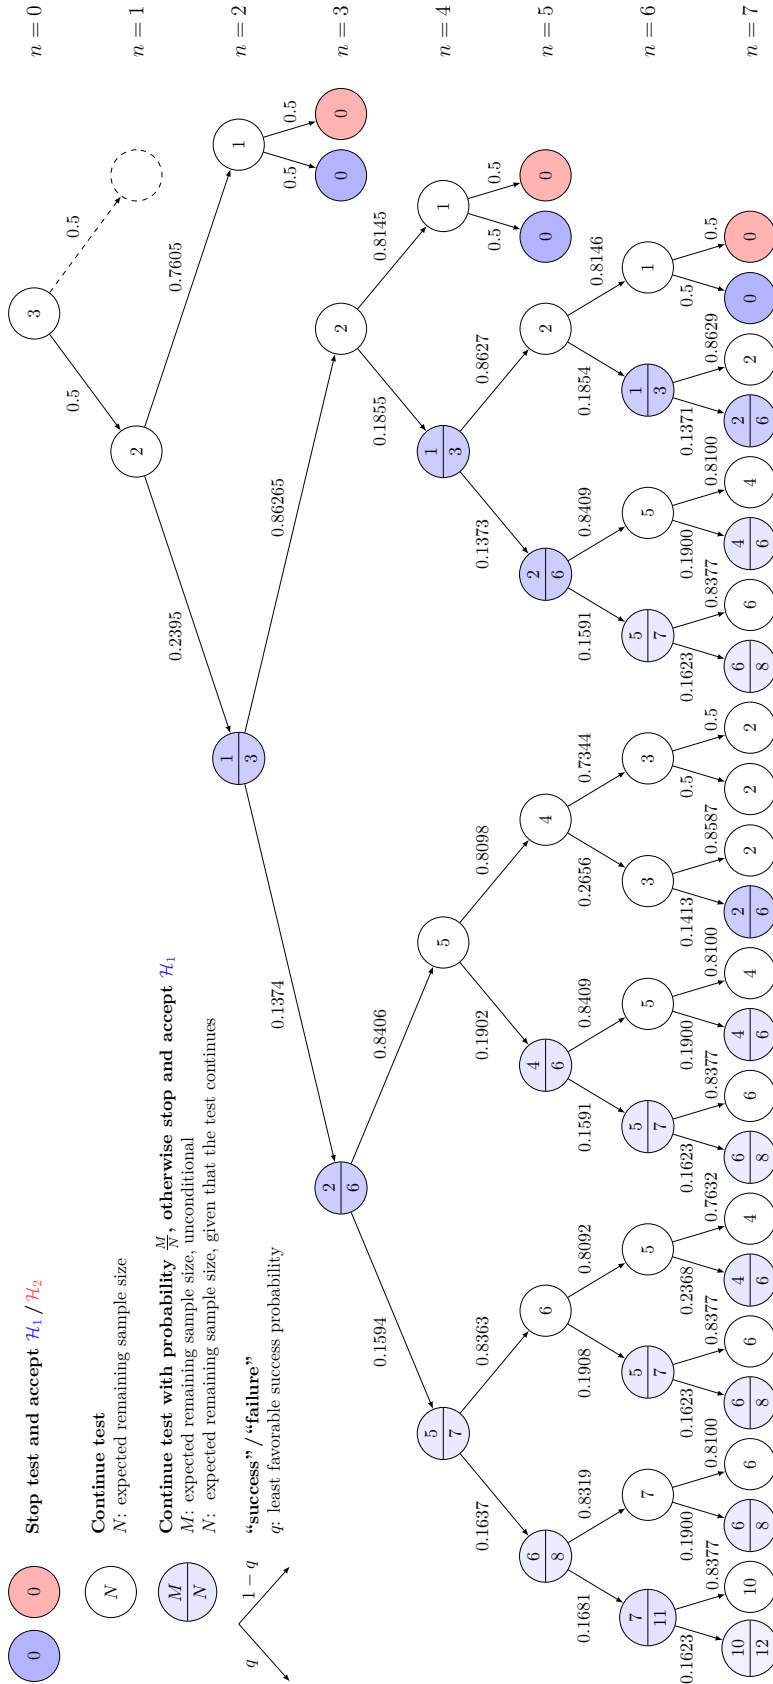 0 0 Stop test and accept ℋ₁ / ℋ₂
N Continue test
N: expected remaining sample size
M/N Continue test with probability M/N, otherwise stop and accept ℋ₁
M: expected remaining sample size, unconditional
N: expected remaining sample size, given that the test continues
q 1 − q “success” / “failure”
q: least favorable success probability
3 n = 0
0.5 0.5
2 n = 1
0.2395 0.7605
1/3 1 n = 2
0.1374 0.86265 0.5 0.5
2/6 2 0 0 n = 3
0.1594 0.8406 0.1855 0.8145
5/7 5 1/3 1 n = 4
0.1637 0.8363 0.1902 0.8098 0.1373 0.8627 0.5 0.5
6/8 6 4/6 4 2/6 2 0 0 n = 5
0.1681 0.8319 0.1908 0.8092 0.1591 0.8409 0.2656 0.7344 0.1591 0.8409 0.1854 0.8146
7/11 7 5/7 5 5/7 5 3 3 5/7 5 1/3 1 n = 6
0.1623 0.8377 0.1900 0.8100 0.1623 0.8377 0.2368 0.7632 0.1623 0.8377 0.1900 0.8100 0.1413 0.8587 0.5 0.5 0.1623 0.8377 0.1900 0.8100 0.1371 0.8629 0.5 0.5
10/12 10 6/8 6 6/8 6 4/6 4 6/8 6 4/6 4 2/6 2 2 2 6/8 6 4/6 4 2/6 2 0 0 n = 7